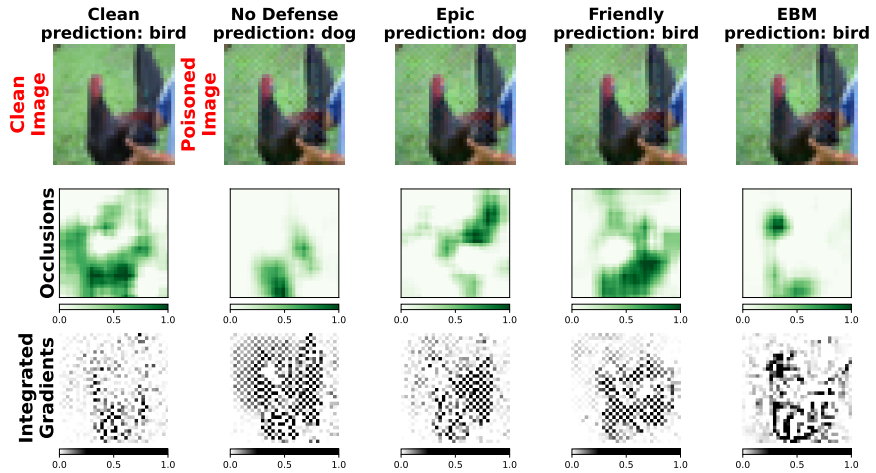 Clean
prediction: bird
No Defense
prediction: dog
Epic
prediction: dog
Friendly
prediction: bird
EBM
prediction: bird
Clean
Image
Poisoned
Image
Occlusions
0.0 0.5 1.0
0.0 0.5 1.0
0.0 0.5 1.0
0.0 0.5 1.0
0.0 0.5 1.0
Integrated
Gradients
0.0 0.5 1.0
0.0 0.5 1.0
0.0 0.5 1.0
0.0 0.5 1.0
0.0 0.5 1.0